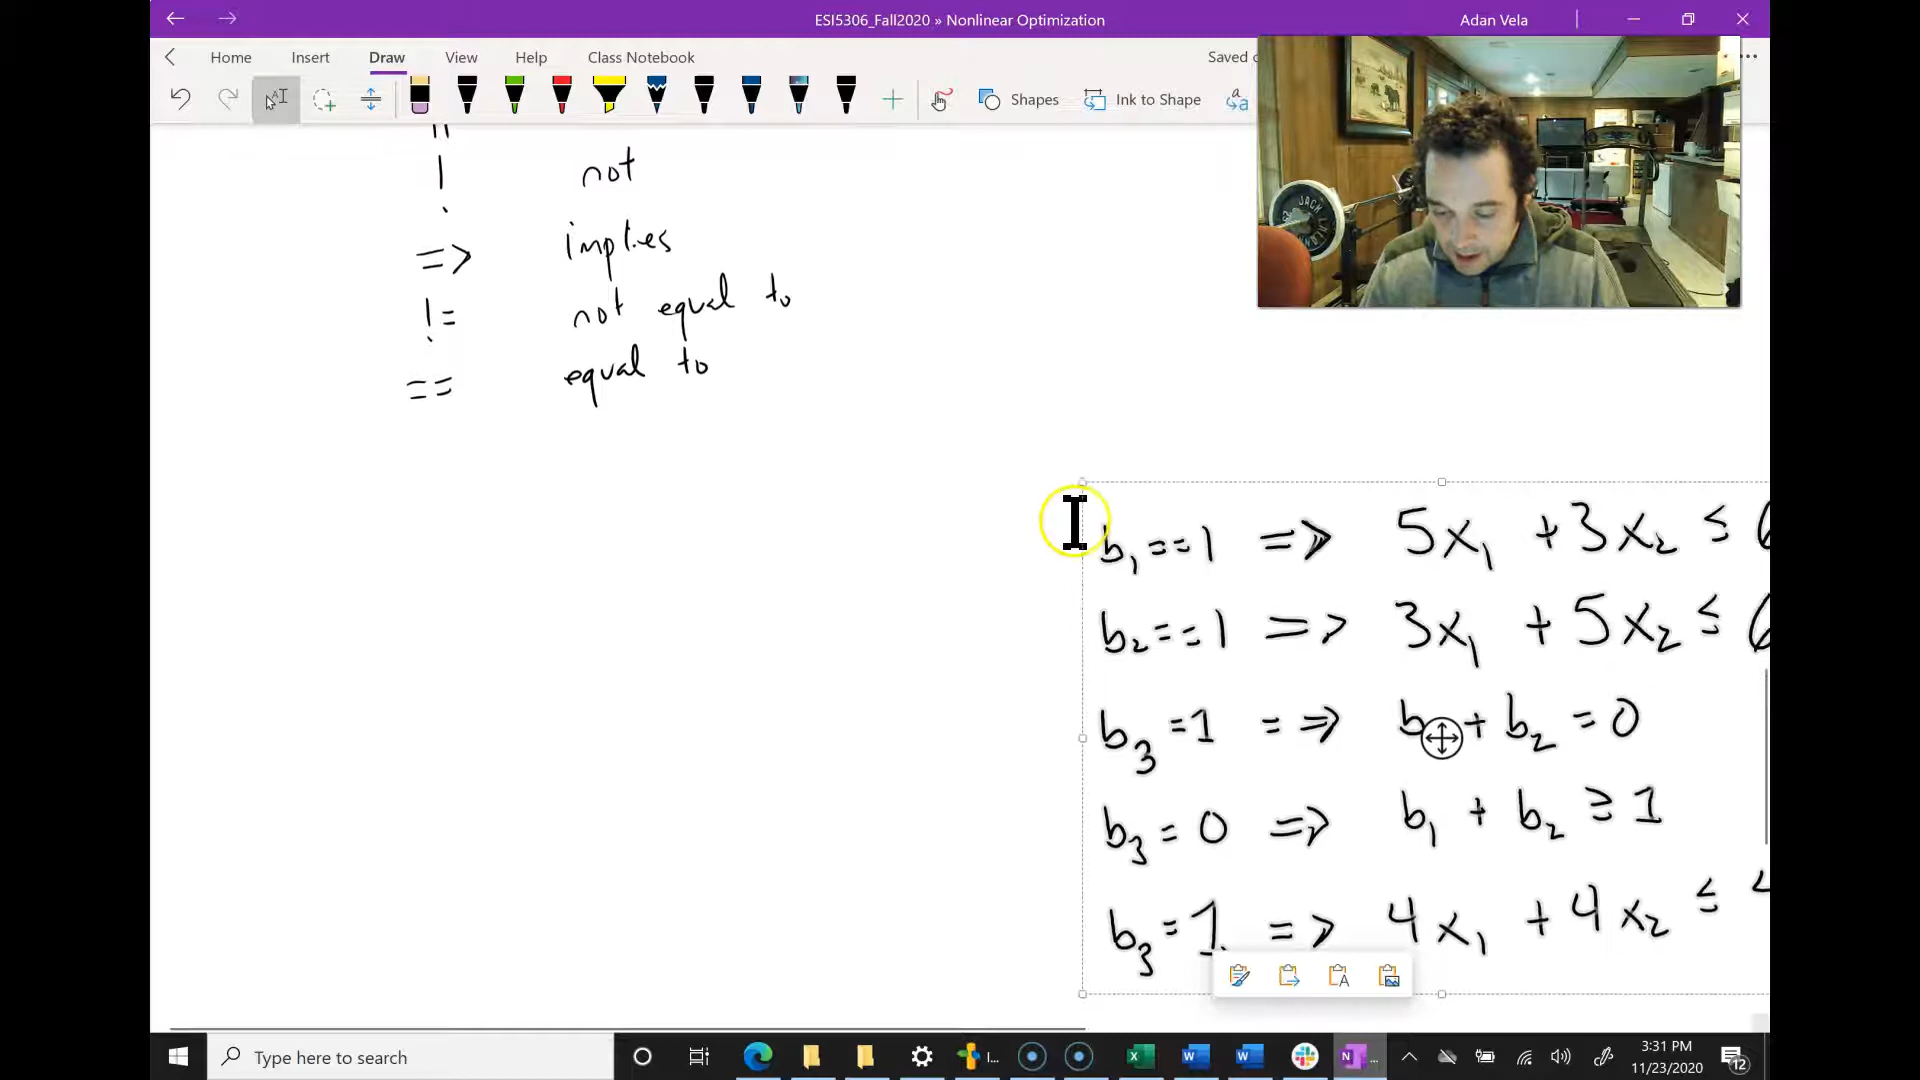 ESI5306_Fall2020 » Nonlinear Optimization
Adan Vela
Home Insert Draw View Help Class Notebook
Saved
Shapes
Ink to Shape
! not
=> implies
!= not equal to
== equal to
JACK
b₁ == 1 => 5x₁ + 3x₂ ≤
b₂ == 1 => 3x₁ + 5x₂ ≤
b₃ = 1 = => b + b₂ = 0
b₃ = 0 => b₁ + b₂ ≥ 1
b₃ = 1 => 4x₁ + 4x₂ ≤
Type here to search
I...
3:31 PM
11/23/2020
12